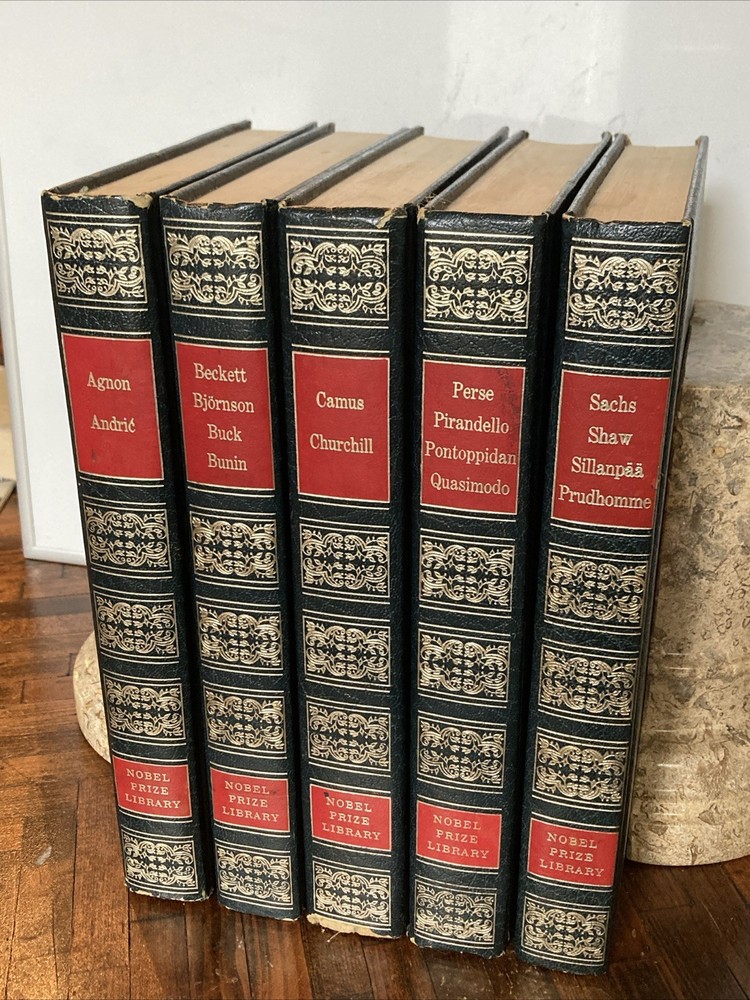 Agnon
Andrić
NOBEL
PRIZE
LIBRARY
Beckett
Björnson
Buck
Bunin
NOBEL
PRIZE
LIBRARY
Camus
Churchill
NOBEL
PRIZE
LIBRARY
Perse
Pirandello
Pontoppidan
Quasimodo
NOBEL
PRIZE
LIBRARY
Sachs
Shaw
Sillanpää
Prudhomme
NOBEL
PRIZE
LIBRARY